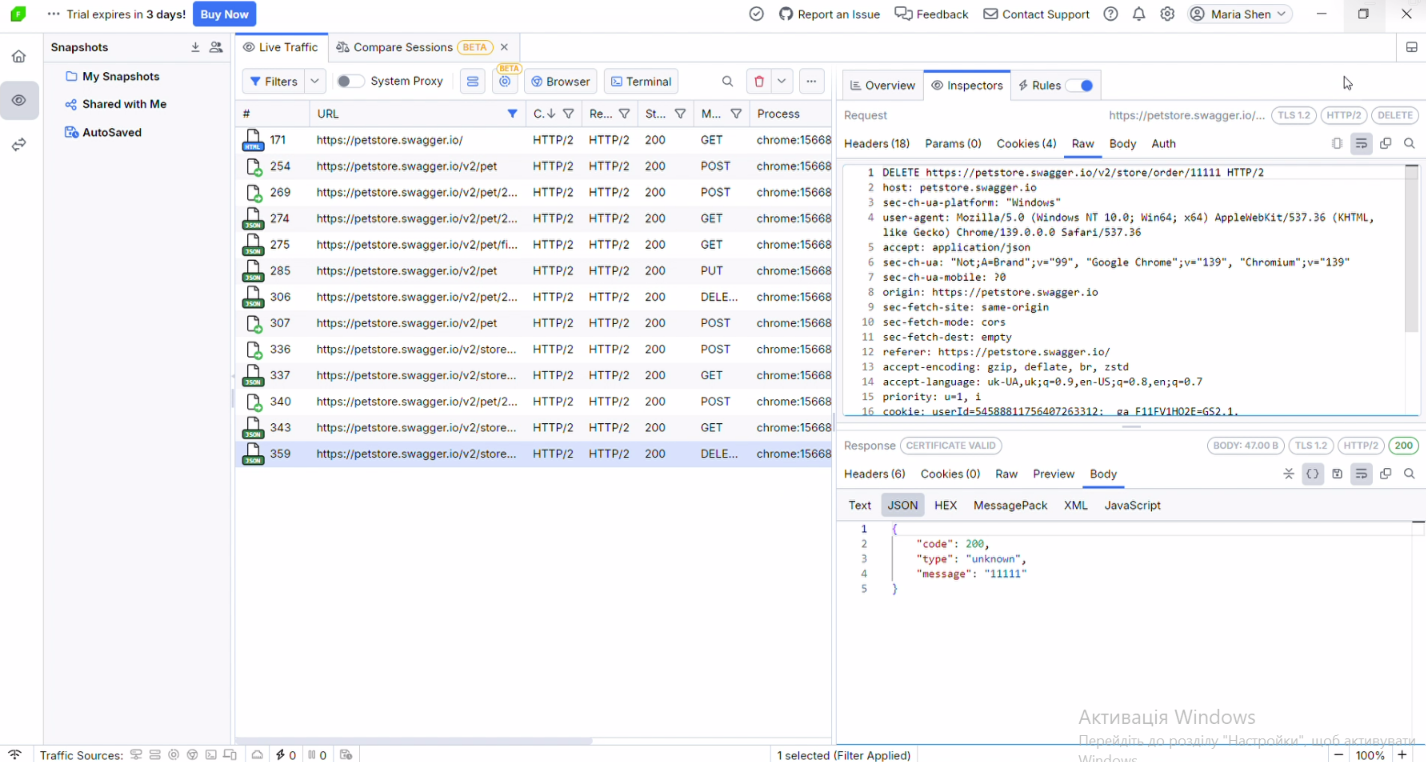 Trial expires in 3 days! Buy Now
Report an Issue Feedback Contact Support Maria Shen
Snapshots
My Snapshots
Shared with Me
AutoSaved
Live Traffic Compare Sessions BETA
Filters System Proxy BETA Browser Terminal
# URL C... Re... St... M... Process
HTML 171 https://petstore.swagger.io/ HTTP/2 HTTP/2 200 GET chrome:15668
254 https://petstore.swagger.io/v2/pet HTTP/2 HTTP/2 200 POST chrome:15668
269 https://petstore.swagger.io/v2/pet/2... HTTP/2 HTTP/2 200 POST chrome:15668
JSON 274 https://petstore.swagger.io/v2/pet/2... HTTP/2 HTTP/2 200 GET chrome:15668
JSON 275 https://petstore.swagger.io/v2/pet/fi... HTTP/2 HTTP/2 200 GET chrome:15668
JSON 285 https://petstore.swagger.io/v2/pet HTTP/2 HTTP/2 200 PUT chrome:15668
JSON 306 https://petstore.swagger.io/v2/pet/2... HTTP/2 HTTP/2 200 DELE... chrome:15668
307 https://petstore.swagger.io/v2/pet HTTP/2 HTTP/2 200 POST chrome:15668
336 https://petstore.swagger.io/v2/store... HTTP/2 HTTP/2 200 POST chrome:15668
JSON 337 https://petstore.swagger.io/v2/store... HTTP/2 HTTP/2 200 GET chrome:15668
340 https://petstore.swagger.io/v2/pet/2... HTTP/2 HTTP/2 200 POST chrome:15668
JSON 343 https://petstore.swagger.io/v2/store... HTTP/2 HTTP/2 200 GET chrome:15668
JSON 359 https://petstore.swagger.io/v2/store... HTTP/2 HTTP/2 200 DELE... chrome:15668
Overview Inspectors Rules
Request https://petstore.swagger.io/... TLS 1.2 HTTP/2 DELETE
Headers (18) Params (0) Cookies (4) Raw Body Auth
1 DELETE https://petstore.swagger.io/v2/store/order/11111 HTTP/2
2 host: petstore.swagger.io
3 sec-ch-ua-platform: "Windows"
4 user-agent: Mozilla/5.0 (Windows NT 10.0; Win64; x64) AppleWebKit/537.36 (KHTML,
like Gecko) Chrome/139.0.0.0 Safari/537.36
5 accept: application/json
6 sec-ch-ua: "Not;A=Brand";v="99", "Google Chrome";v="139", "Chromium";v="139"
7 sec-ch-ua-mobile: ?0
8 origin: https://petstore.swagger.io
9 sec-fetch-site: same-origin
10 sec-fetch-mode: cors
11 sec-fetch-dest: empty
12 referer: https://petstore.swagger.io/
13 accept-encoding: gzip, deflate, br, zstd
14 accept-language: uk-UA,uk;q=0.9,en-US;q=0.8,en;q=0.7
15 priority: u=1, i
16 cookie: userId=54588811756407263312; _ga_F11FV1HO2E=GS2.1.
Response CERTIFICATE VALID BODY: 47.00 B TLS 1.2 HTTP/2 200
Headers (6) Cookies (0) Raw Preview Body
Text JSON HEX MessagePack XML JavaScript
1 {
2 "code": 200,
3 "type": "unknown",
4 "message": "11111"
5 }
Активація Windows
Перейдіть до розділу "Настройки", щоб активувати
Windows.
Traffic Sources: 0 0 1 selected (Filter Applied) 100%